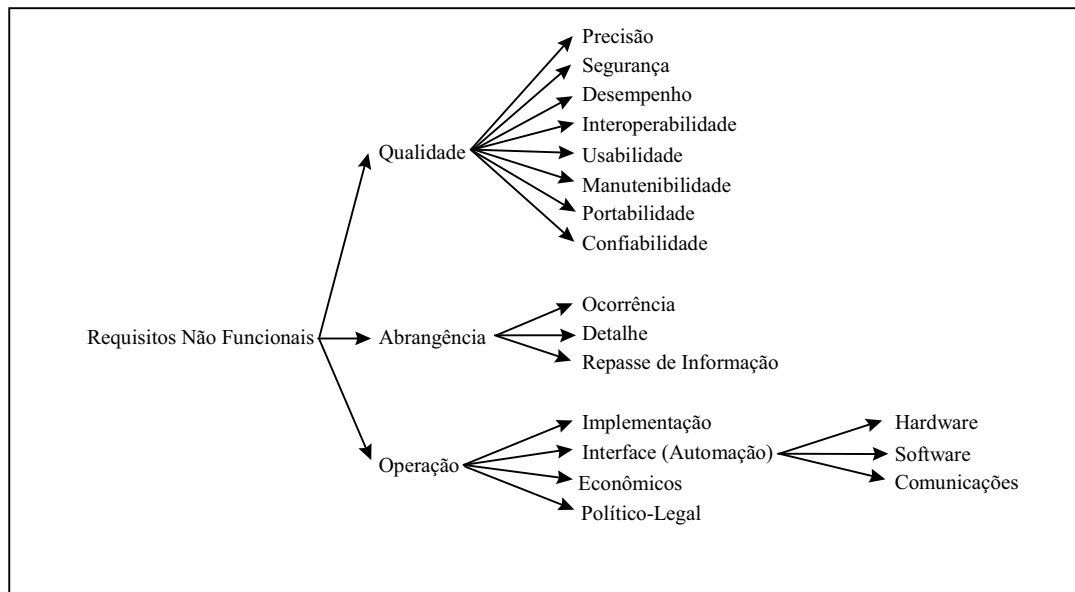 Precisão
Segurança
Desempenho
Interoperabilidade
Qualidade
Usabilidade
Manutenibilidade
Portabilidade
Confiabilidade
Ocorrência
Requisitos Não Funcionais
Abrangência
Detalhe
Repasse de Informação
Implementação
Hardware
Interface (Automação)
Software
Operação
Econômicos
Comunicações
Político-Legal